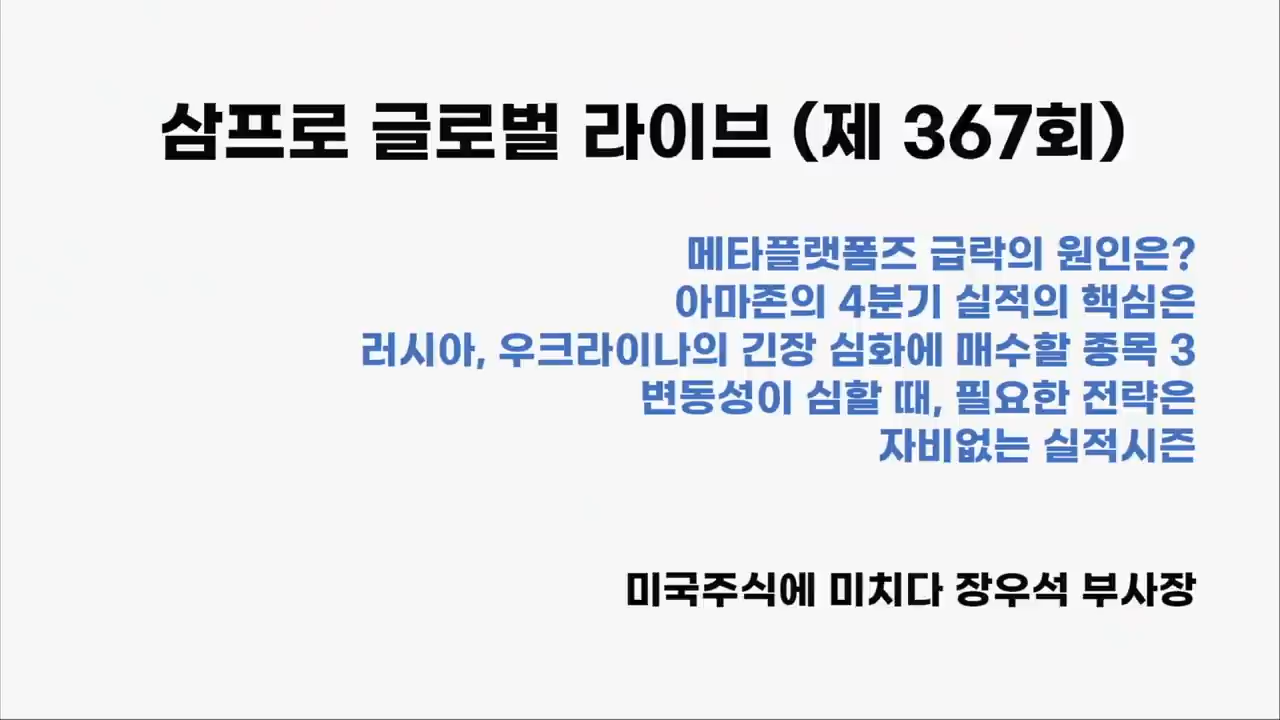 삼프로 글로벌 라이브 (제 367회)
메타플랫폼즈 급락의 원인은?
아마존의 4분기 실적의 핵심은
러시아, 우크라이나의 긴장 심화에 매수할 종목 3
변동성이 심할 때, 필요한 전략은
자비없는 실적시즌
미국주식에 미치다 장우석 부사장